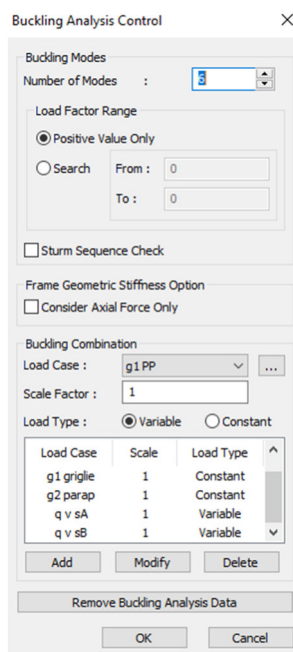 Buckling Analysis Control
Buckling Modes
Number of Modes : 6
Load Factor Range
Positive Value Only
Search From : 0
To : 0
Sturm Sequence Check
Frame Geometric Stiffness Option
Consider Axial Force Only
Buckling Combination
Load Case : g1 PP ...
Scale Factor : 1
Load Type : Variable Constant
Load Case Scale Load Type
g1 griglie 1 Constant
g2 parap 1 Constant
q v sA 1 Variable
q v sB 1 Variable
Add Modify Delete
Remove Buckling Analysis Data
OK Cancel